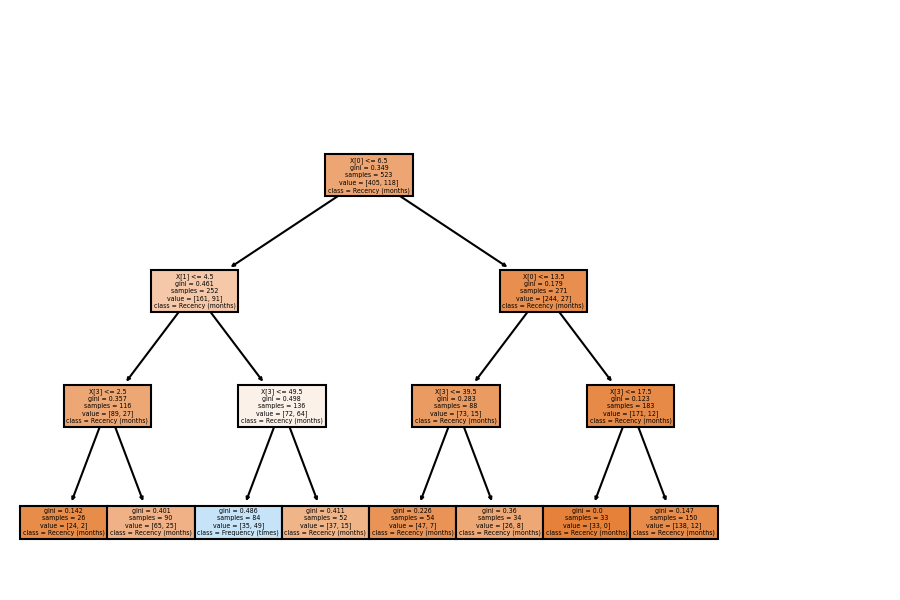 X[0] <= 6.5
gini = 0.349
samples = 523
value = [405, 118]
class = Recency (months)
X[1] <= 4.5
gini = 0.461
samples = 252
value = [161, 91]
class = Recency (months)
X[0] <= 13.5
gini = 0.179
samples = 271
value = [244, 27]
class = Recency (months)
X[3] <= 2.5
gini = 0.357
samples = 116
value = [89, 27]
class = Recency (months)
X[3] <= 49.5
gini = 0.498
samples = 136
value = [72, 64]
class = Recency (months)
X[3] <= 39.5
gini = 0.283
samples = 88
value = [73, 15]
class = Recency (months)
X[3] <= 17.5
gini = 0.123
samples = 183
value = [171, 12]
class = Recency (months)
gini = 0.142
samples = 26
value = [24, 2]
class = Recency (months)
gini = 0.401
samples = 90
value = [65, 25]
class = Recency (months)
gini = 0.486
samples = 84
value = [35, 49]
class = Frequency (times)
gini = 0.411
samples = 52
value = [37, 15]
class = Recency (months)
gini = 0.226
samples = 54
value = [47, 7]
class = Recency (months)
gini = 0.36
samples = 34
value = [26, 8]
class = Recency (months)
gini = 0.0
samples = 33
value = [33, 0]
class = Recency (months)
gini = 0.147
samples = 150
value = [138, 12]
class = Recency (months)